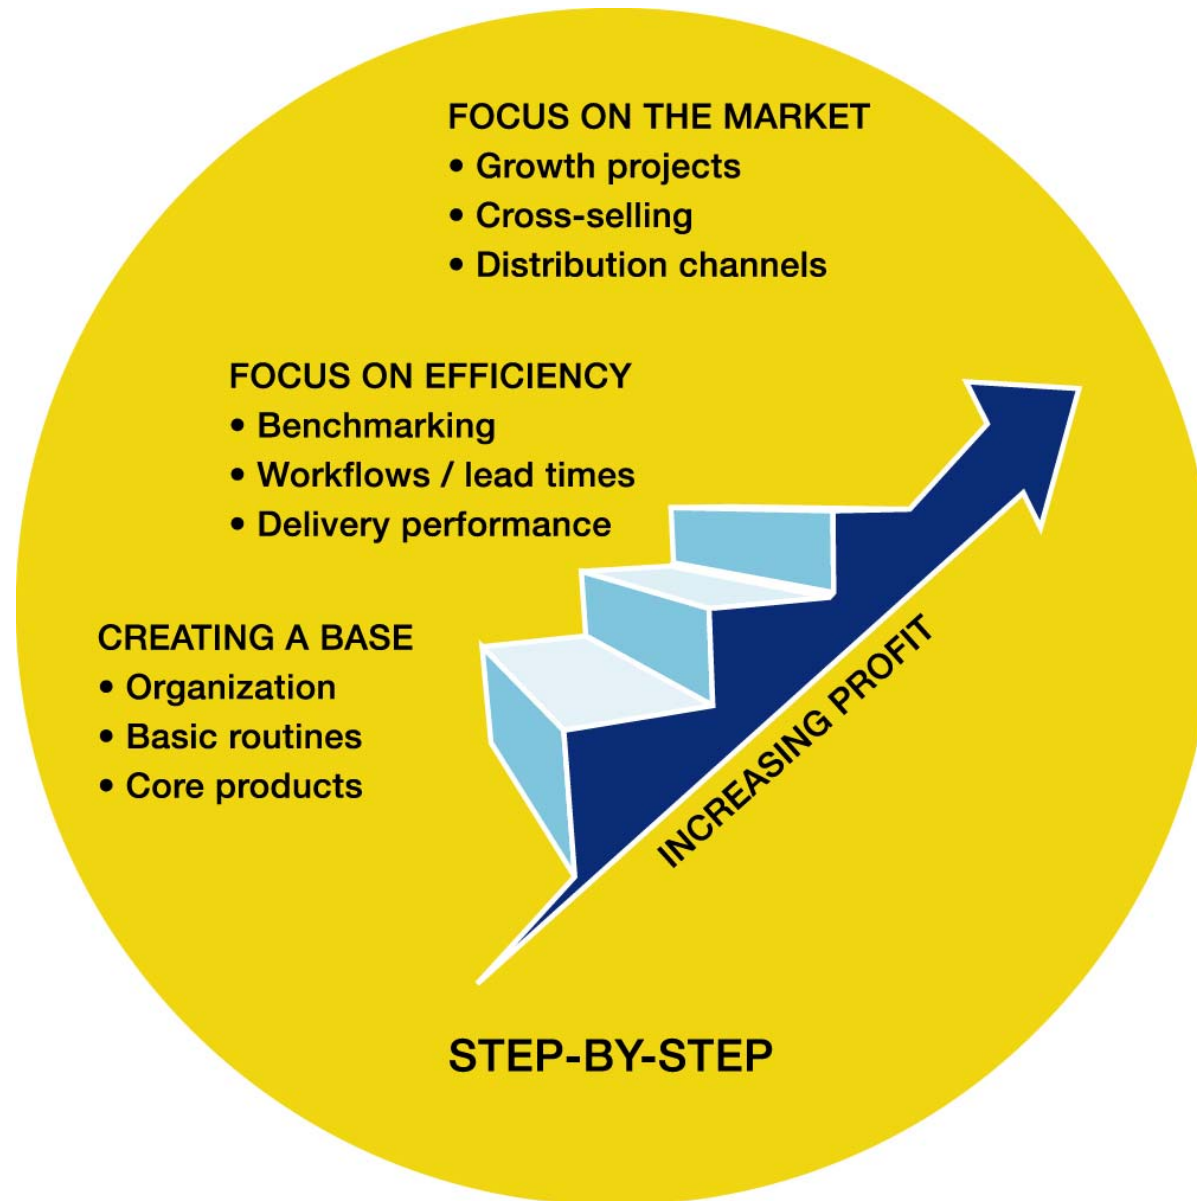 FOCUS ON THE MARKET
• Growth projects
• Cross-selling
• Distribution channels
FOCUS ON EFFICIENCY
• Benchmarking
• Workflows / lead times
• Delivery performance
CREATING A BASE
• Organization
• Basic routines
• Core products
INCREASING PROFIT
STEP-BY-STEP